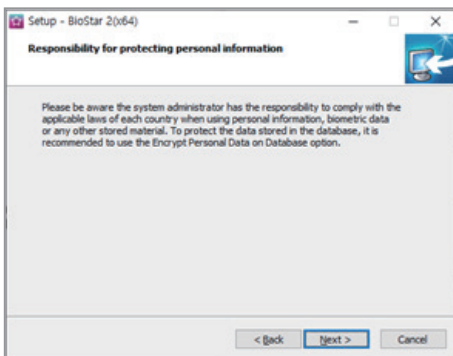 Setup - BioStar 2(x64)
Responsibility for protecting personal information
Please be aware the system administrator has the responsibility to comply with the
applicable laws of each country when using personal information, biometric data
or any other stored material. To protect the data stored in the database, it is
recommended to use the Encrypt Personal Data on Database option.
< Back
Next >
Cancel